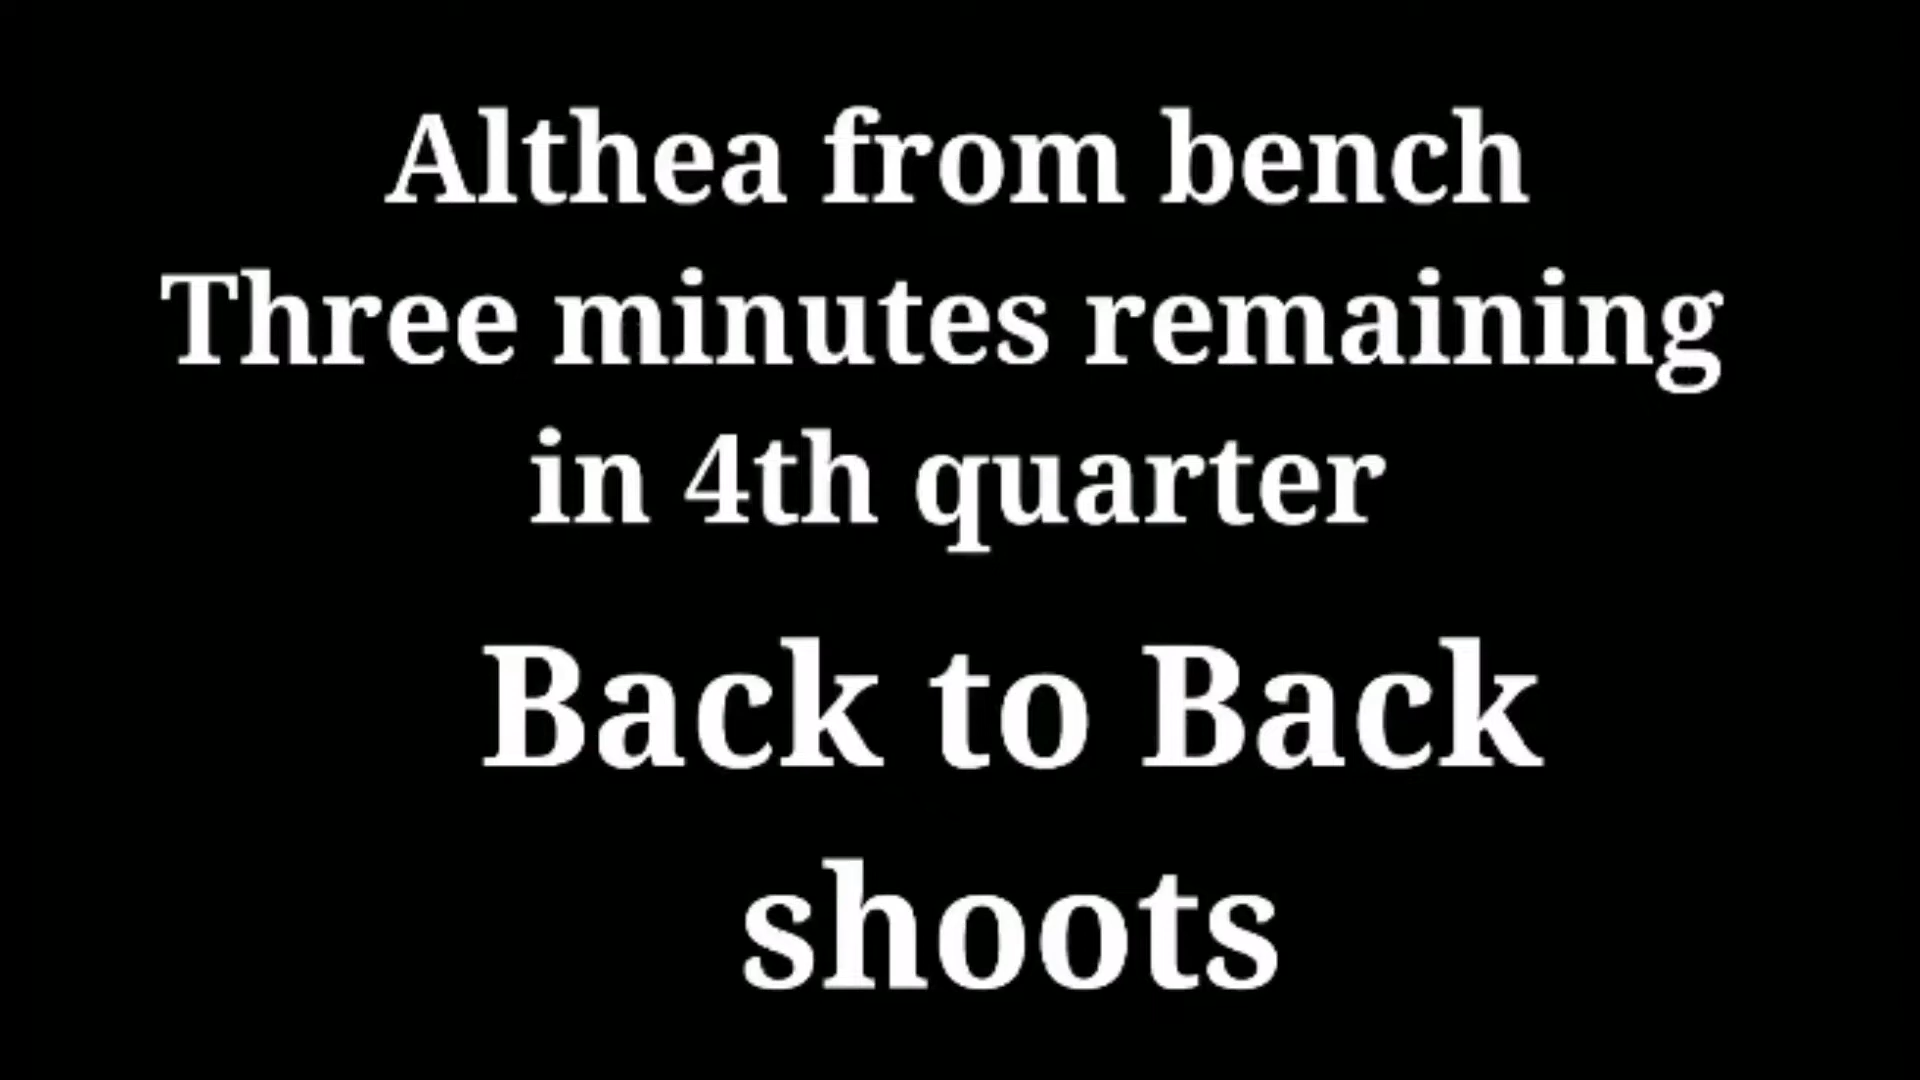 Althea from bench
Three minutes remaining
in 4th quarter
Back to Back
shoots